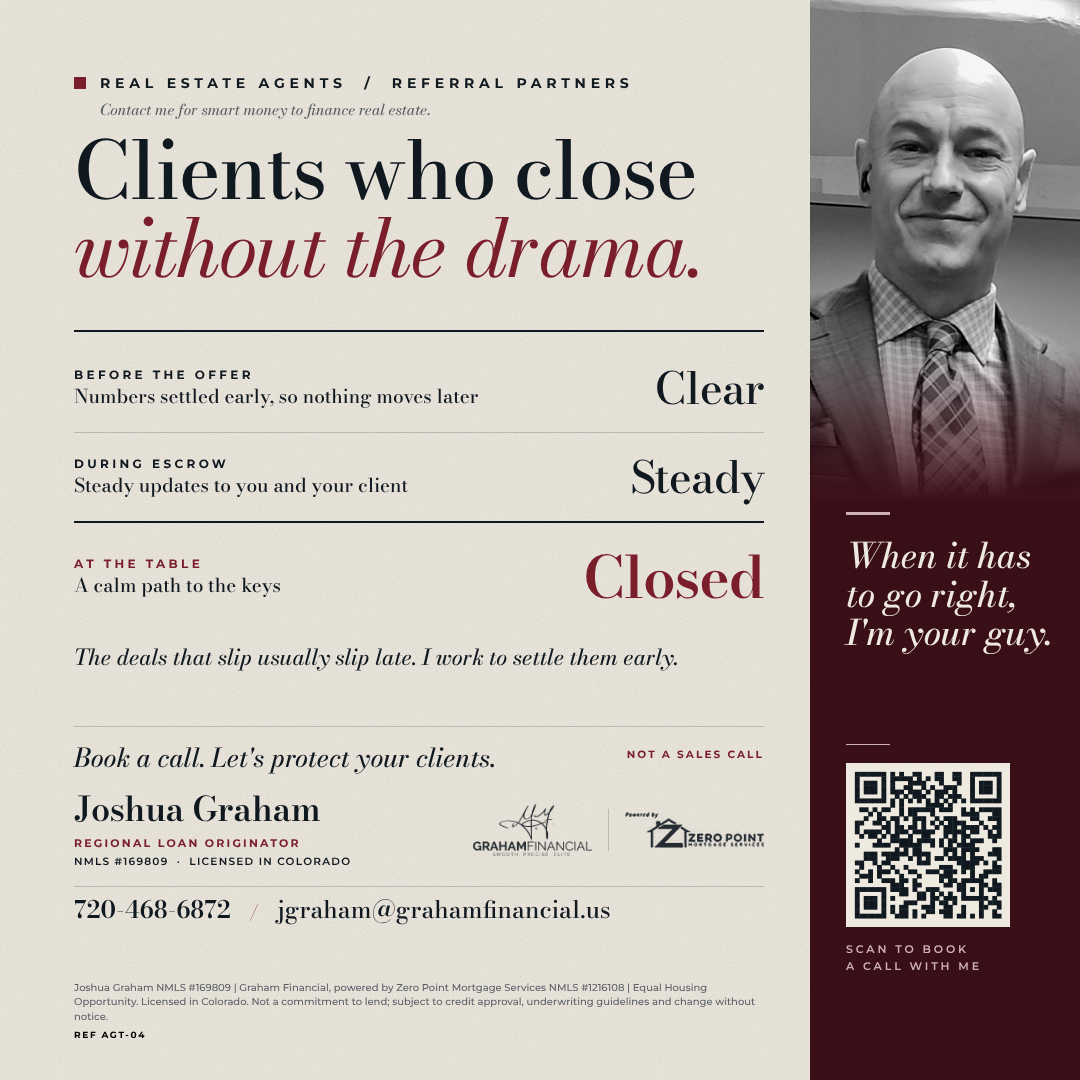 REAL ESTATE AGENTS / REFERRAL PARTNERS
Contact me for smart money to finance real estate.
Clients who close
without the drama.
BEFORE THE OFFER
Numbers settled early, so nothing moves later
Clear
DURING ESCROW
Steady updates to you and your client
Steady
AT THE TABLE
A calm path to the keys
Closed
The deals that slip usually slip late. I work to settle them early.
Book a call. Let's protect your clients.
NOT A SALES CALL
Joshua Graham
REGIONAL LOAN ORIGINATOR
NMLS #169809 · LICENSED IN COLORADO
GRAHAMFINANCIAL
SMOOTH. PRECISE. ELITE.
Powered by
ZERO POINT
MORTGAGE SERVICES
720-468-6872 / jgraham@grahamfinancial.us
Joshua Graham NMLS #169809 | Graham Financial, powered by Zero Point Mortgage Services NMLS #1216108 | Equal Housing
Opportunity. Licensed in Colorado. Not a commitment to lend; subject to credit approval, underwriting guidelines and change without
notice.
REF AGT-04
When it has
to go right,
I'm your guy.
SCAN TO BOOK
A CALL WITH ME